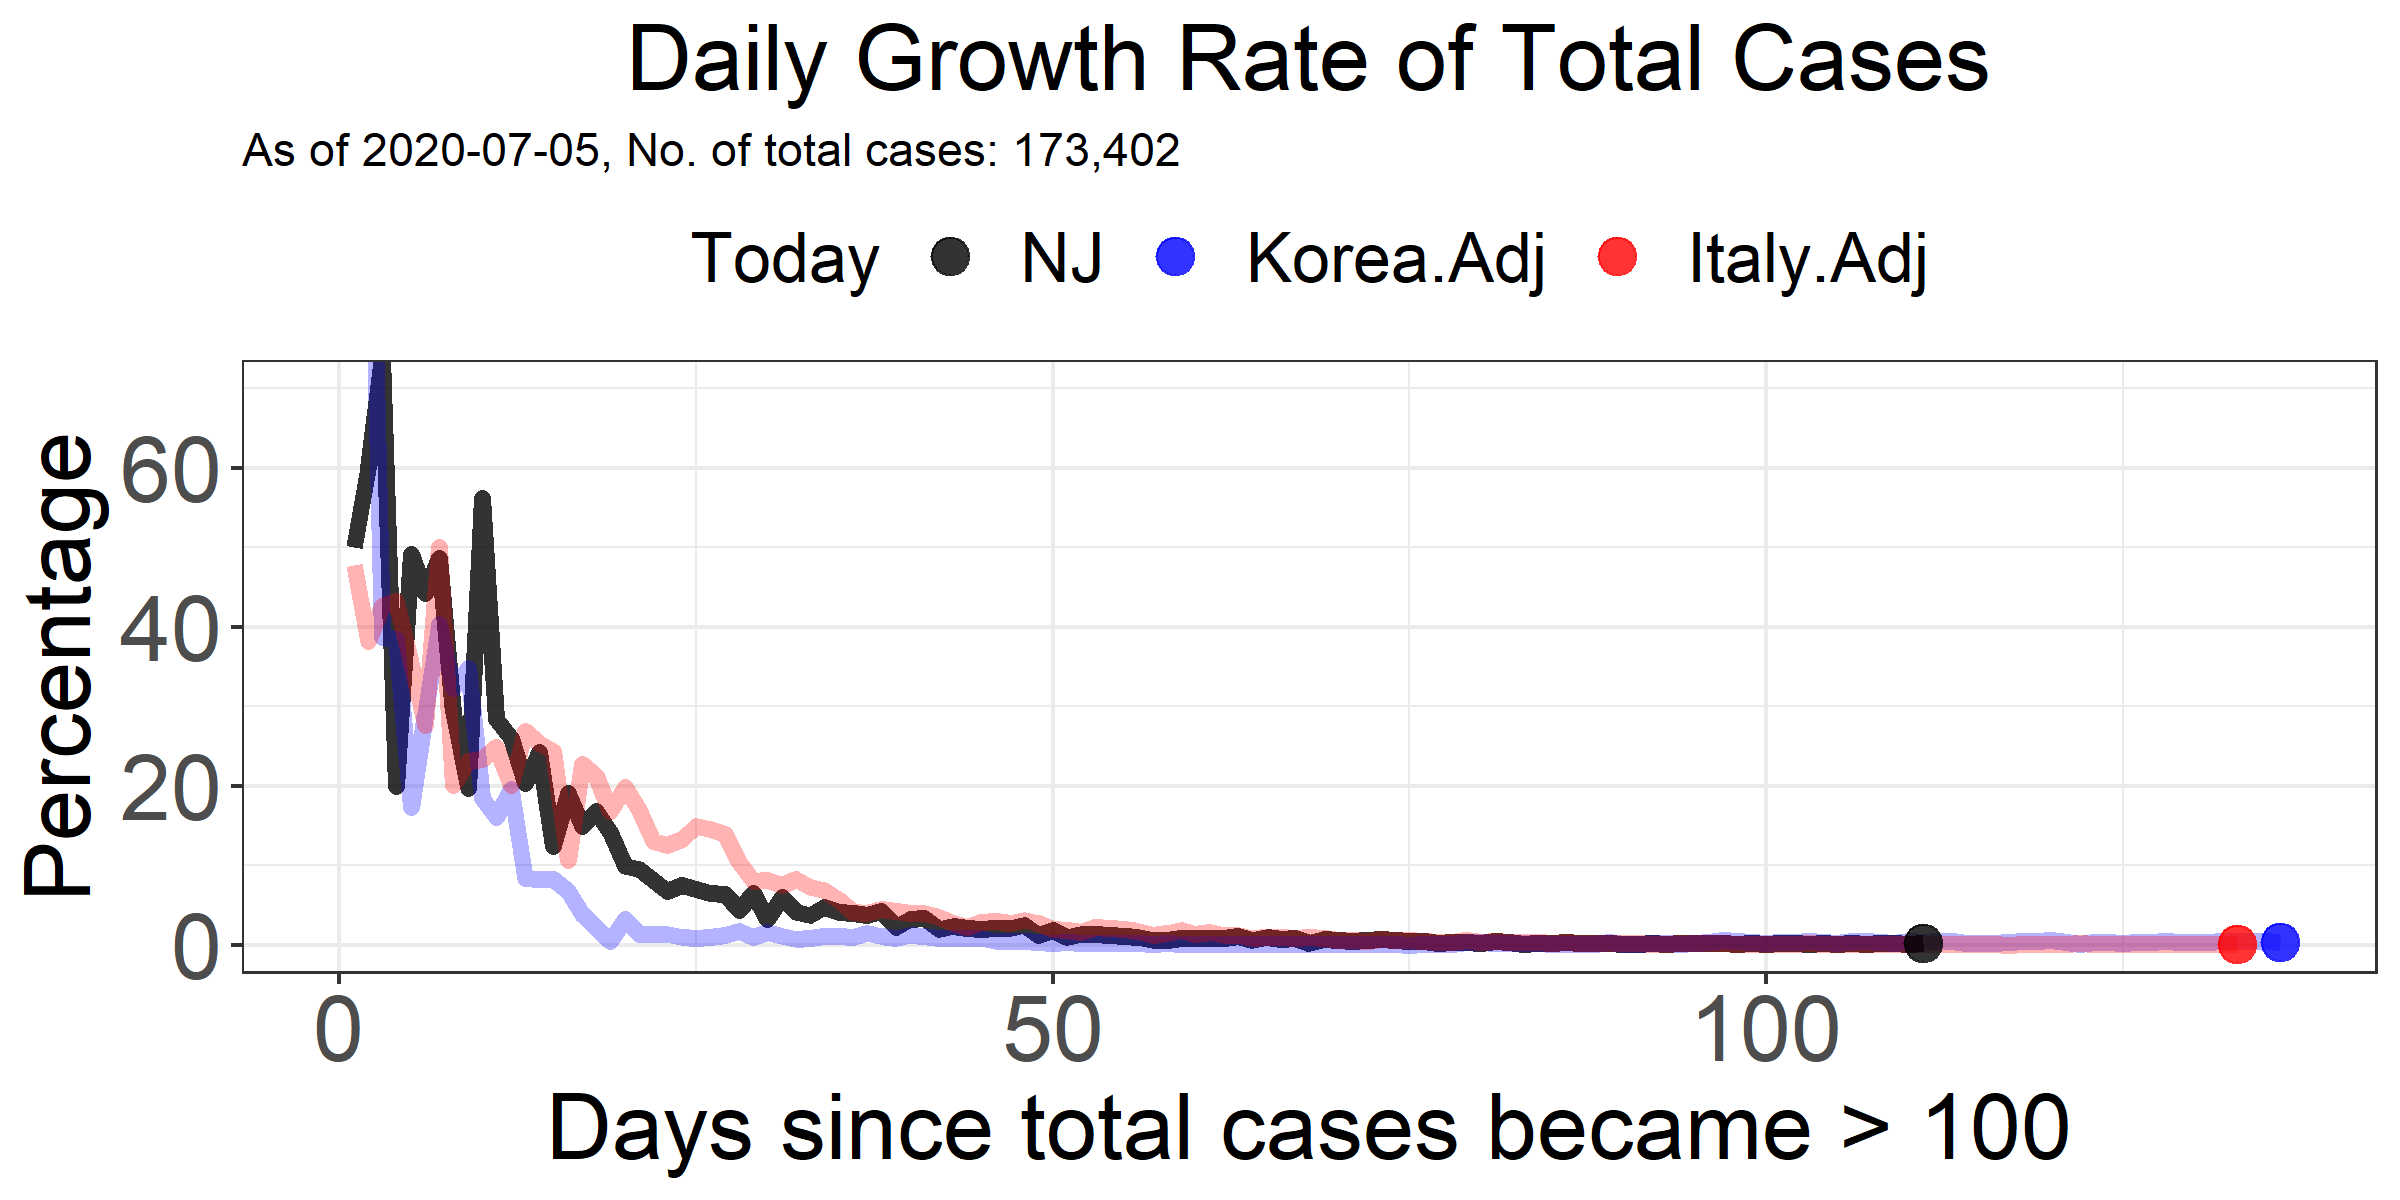 Daily Growth Rate of Total Cases
As of 2020-07-05, No. of total cases: 173,402
Today NJ Korea.Adj Italy.Adj
Percentage
60
40
20
0
0 50 100
Days since total cases became > 100